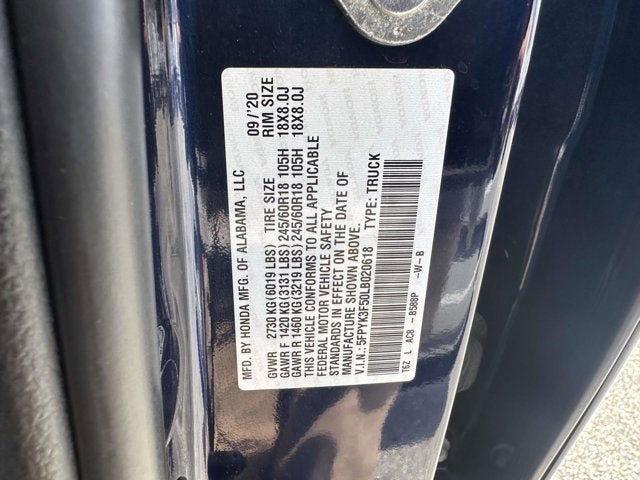 MFD. BY HONDA MFG. OF ALABAMA, LLC 09/'20
GVWR 2730 KG (6019 LBS) TIRE SIZE RIM SIZE
GAWR F 1420 KG (3131 LBS) 245/60R18 105H 18X8.0J
GAWR R 1460 KG (3219 LBS) 245/60R18 105H 18X8.0J
THIS VEHICLE CONFORMS TO ALL APPLICABLE
FEDERAL MOTOR VEHICLE SAFETY
STANDARDS IN EFFECT ON THE DATE OF
MANUFACTURE SHOWN ABOVE.
V.I.N.: 5FPYK3F50LB020618 TYPE: TRUCK
T6Z L AC8 -B588P -W-B
HONDA